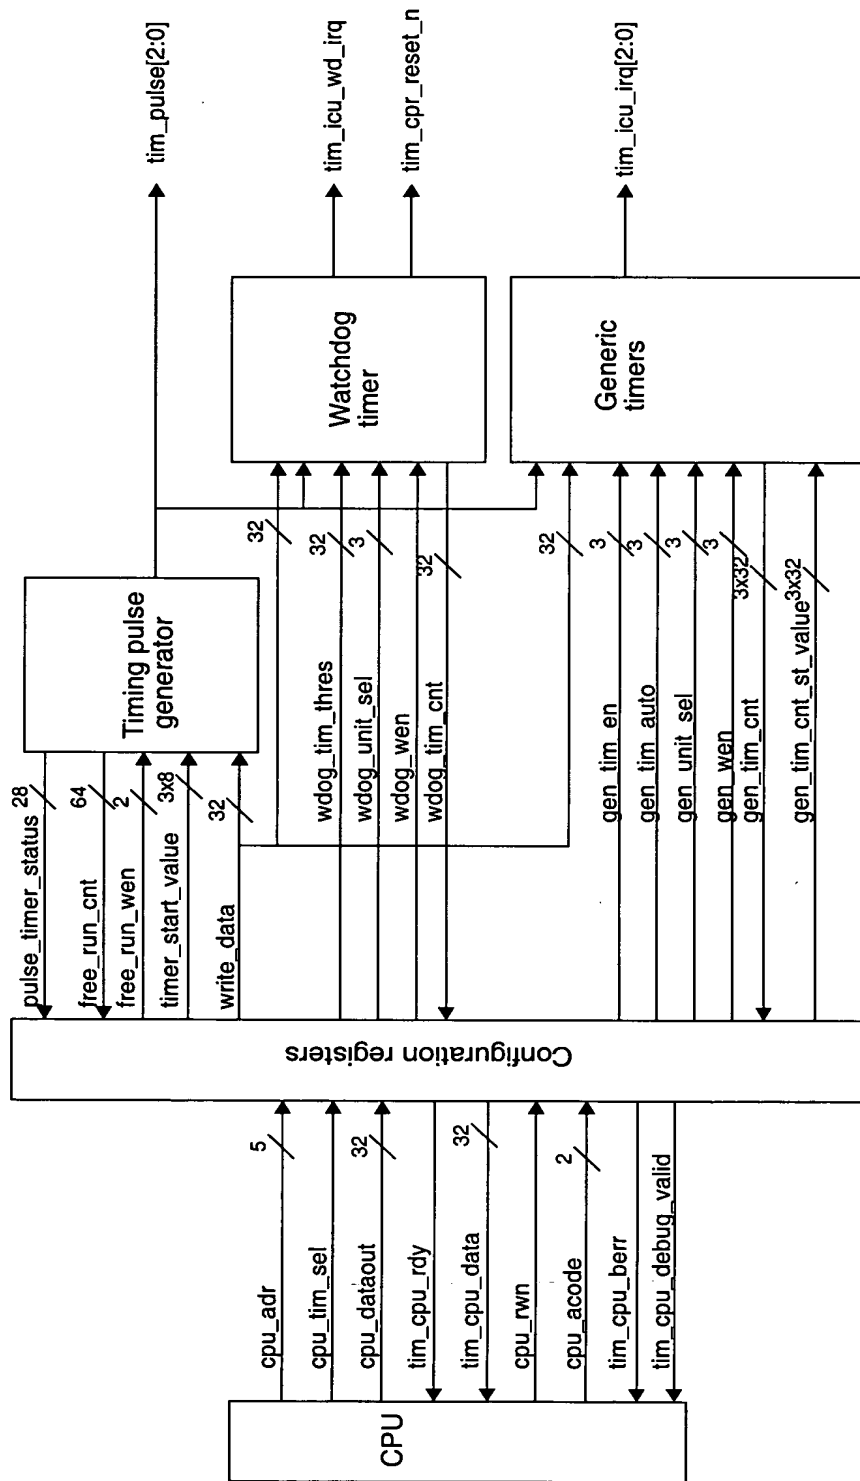 tim_pulse[2:0]
tim_icu_wd_irq
tim_cpr_reset_n
tim_icu_irq[2:0]
Timing pulse
generator
Watchdog
timer
Generic
timers
pulse_timer_status
28
free_run_cnt
64
free_run_wen
2
timer_start_value
3x8
write_data
32
32
wdog_tim_thres
32
wdog_unit_sel
3
wdog_wen
wdog_tim_cnt
32
32
gen_tim_en
3
gen_tim_auto
3
gen_unit_sel
3
gen_wen
3
gen_tim_cnt
3x32
gen_tim_cnt_st_value
3x32
Configuration registers
cpu_adr
5
cpu_tim_sel
cpu_dataout
32
tim_cpu_rdy
tim_cpu_data
32
cpu_rwn
cpu_acode
2
tim_cpu_berr
tim_cpu_debug_valid
CPU